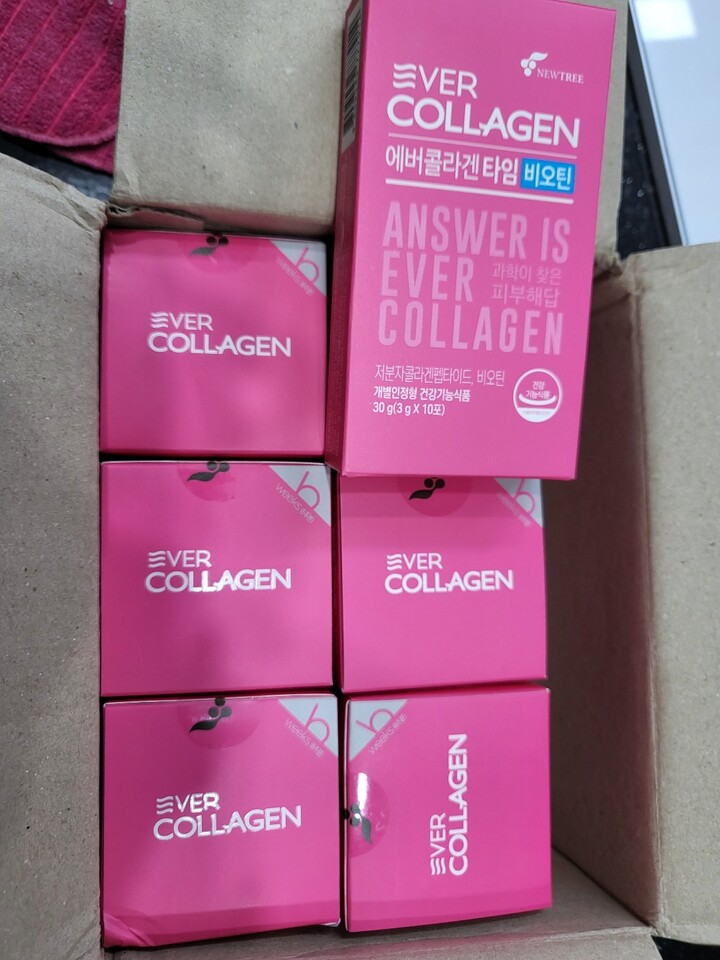 NEWTREE
EVER
COLLAGEN
에버콜라겐 타임 비오틴
ANSWER IS
EVER 과학이 찾은
피부해답
COLLAGEN
저분자콜라겐펩타이드, 비오틴
개별인정형 건강기능식품
30 g(3 g X 10포)
건강
기능식품
EVER
COLLAGEN
EVER
COLLAGEN
weeks
EVER
COLLAGEN
EVER
COLLAGEN
weeks
EVER
COLLAGEN
weeks